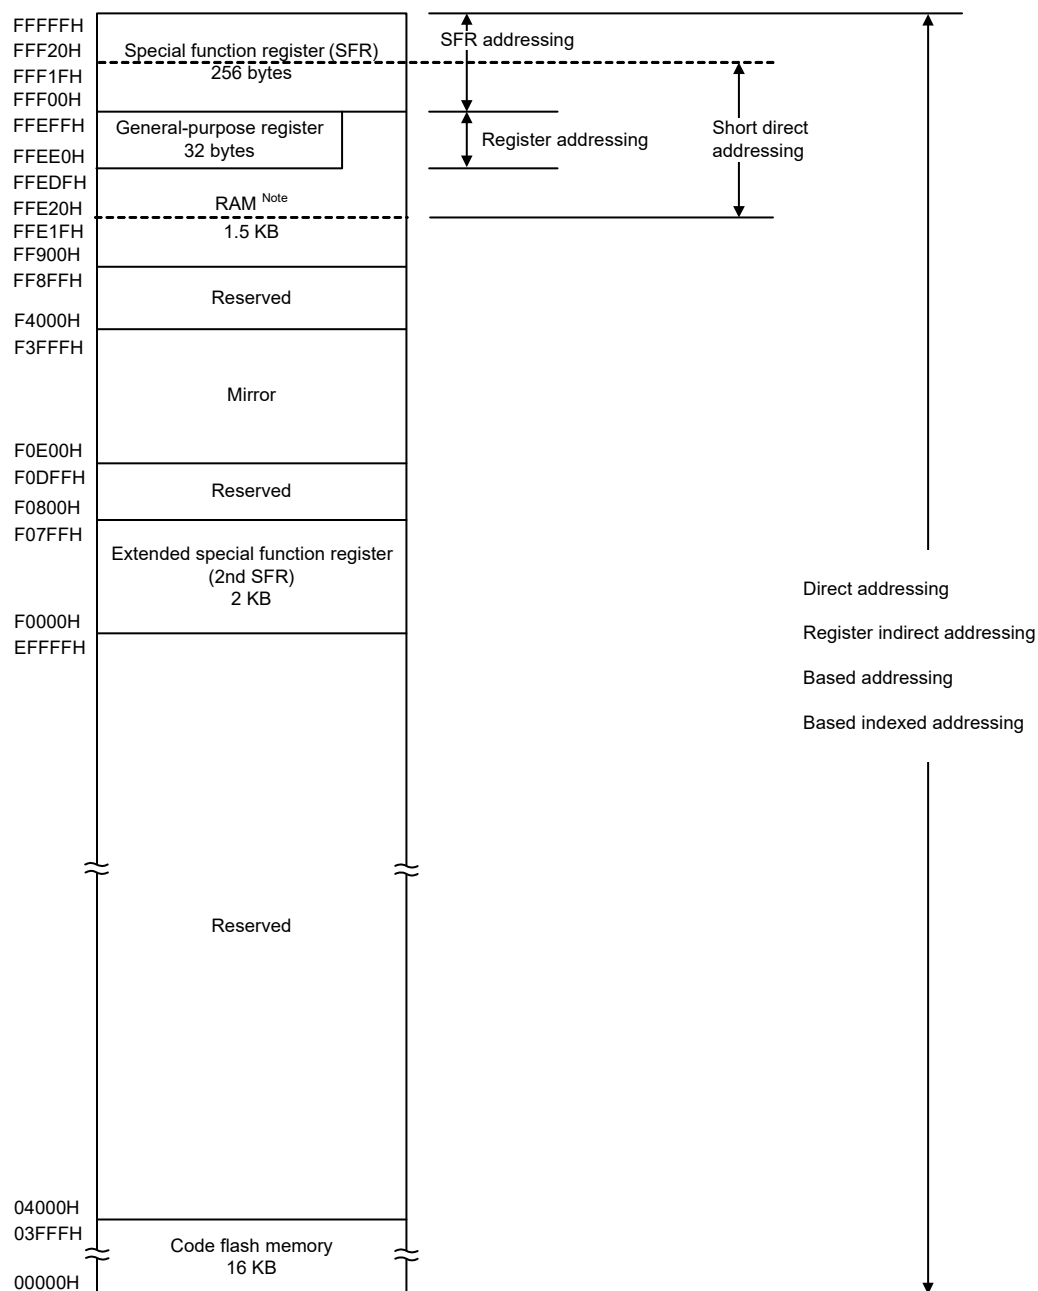 FFFFFH
FFF20H
FFF1FH
FFF00H
FFEFFH
FFEE0H
FFEDFH
FFE20H
FFE1FH
FF900H
FF8FFH
F4000H
F3FFFH
F0E00H
F0DFFH
F0800H
F07FFH
F0000H
EFFFFH
04000H
03FFFH
00000H
Special function register (SFR)
256 bytes
General-purpose register
32 bytes
RAM Note
1.5 KB
Reserved
Mirror
Reserved
Extended special function register
(2nd SFR)
2 KB
Reserved
Code flash memory
16 KB
SFR addressing
Register addressing
Short direct
addressing
Direct addressing
Register indirect addressing
Based addressing
Based indexed addressing